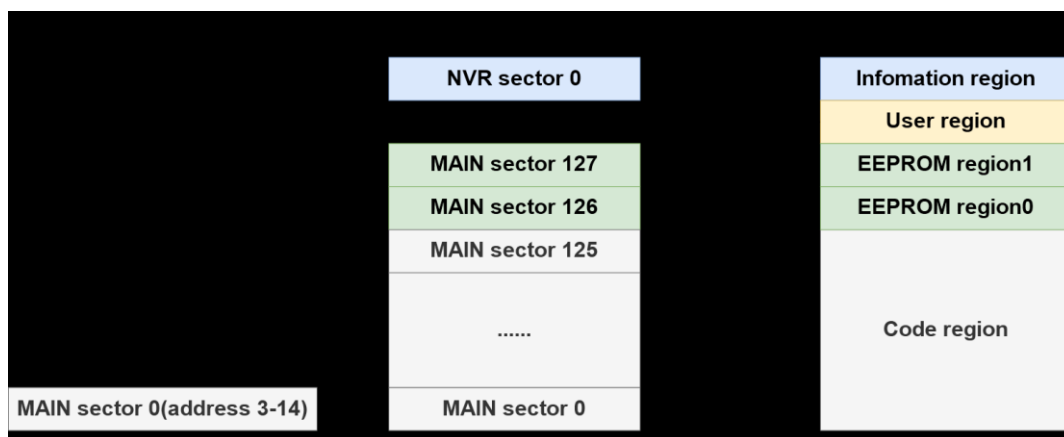 NVR sector 0
Infomation region
User region
MAIN sector 127
EEPROM region1
MAIN sector 126
EEPROM region0
MAIN sector 125
......
Code region
MAIN sector 0(address 3-14)
MAIN sector 0